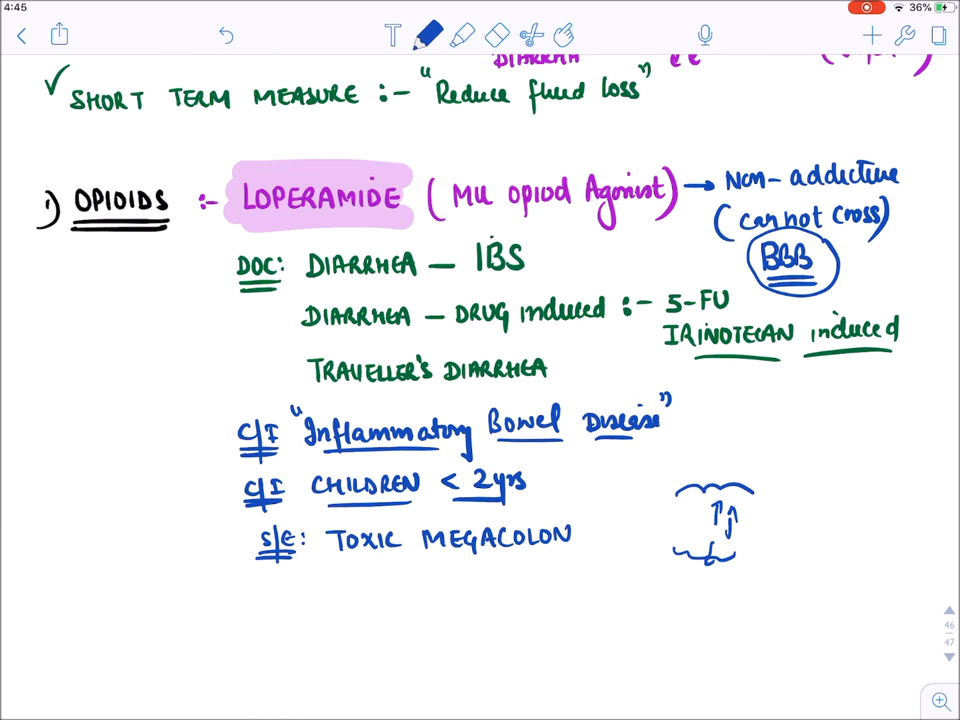 4:45
36%
DIARRHEA
✓ SHORT TERM MEASURE :- "Reduce fluid loss"
1) OPIOIDS :- LOPERAMIDE (Mu opiod Agonist) → Non-addictive
(cannot cross)
BBB
DOC: DIARRHEA — IBS
DIARRHEA — DRUG induced :- 5-FU
IRINOTECAN induced
TRAVELLER'S DIARRHEA
C/I "Inflammatory Bowel Disease"
C/I CHILDREN < 2yrs
S/E: TOXIC MEGACOLON
46
47